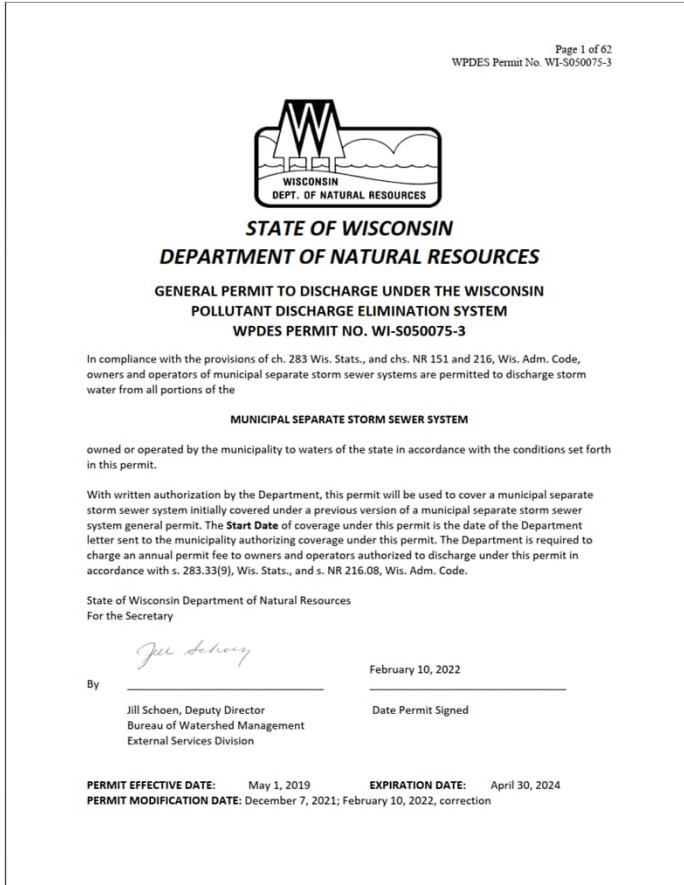 Page 1 of 62
WPDES Permit No. WI-S050075-3
W
WISCONSIN
DEPT. OF NATURAL RESOURCES
STATE OF WISCONSIN
DEPARTMENT OF NATURAL RESOURCES
GENERAL PERMIT TO DISCHARGE UNDER THE WISCONSIN
POLLUTANT DISCHARGE ELIMINATION SYSTEM
WPDES PERMIT NO. WI-S050075-3
In compliance with the provisions of ch. 283 Wis. Stats., and chs. NR 151 and 216, Wis. Adm. Code,
owners and operators of municipal separate storm sewer systems are permitted to discharge storm
water from all portions of the
MUNICIPAL SEPARATE STORM SEWER SYSTEM
owned or operated by the municipality to waters of the state in accordance with the conditions set forth
in this permit.
With written authorization by the Department, this permit will be used to cover a municipal separate
storm sewer system initially covered under a previous version of a municipal separate storm sewer
system general permit. The Start Date of coverage under this permit is the date of the Department
letter sent to the municipality authorizing coverage under this permit. The Department is required to
charge an annual permit fee to owners and operators authorized to discharge under this permit in
accordance with s. 283.33(9), Wis. Stats., and s. NR 216.08, Wis. Adm. Code.
State of Wisconsin Department of Natural Resources
For the Secretary
Jill Schoen
February 10, 2022
By
Jill Schoen, Deputy Director Date Permit Signed
Bureau of Watershed Management
External Services Division
PERMIT EFFECTIVE DATE: May 1, 2019 EXPIRATION DATE: April 30, 2024
PERMIT MODIFICATION DATE: December 7, 2021; February 10, 2022, correction